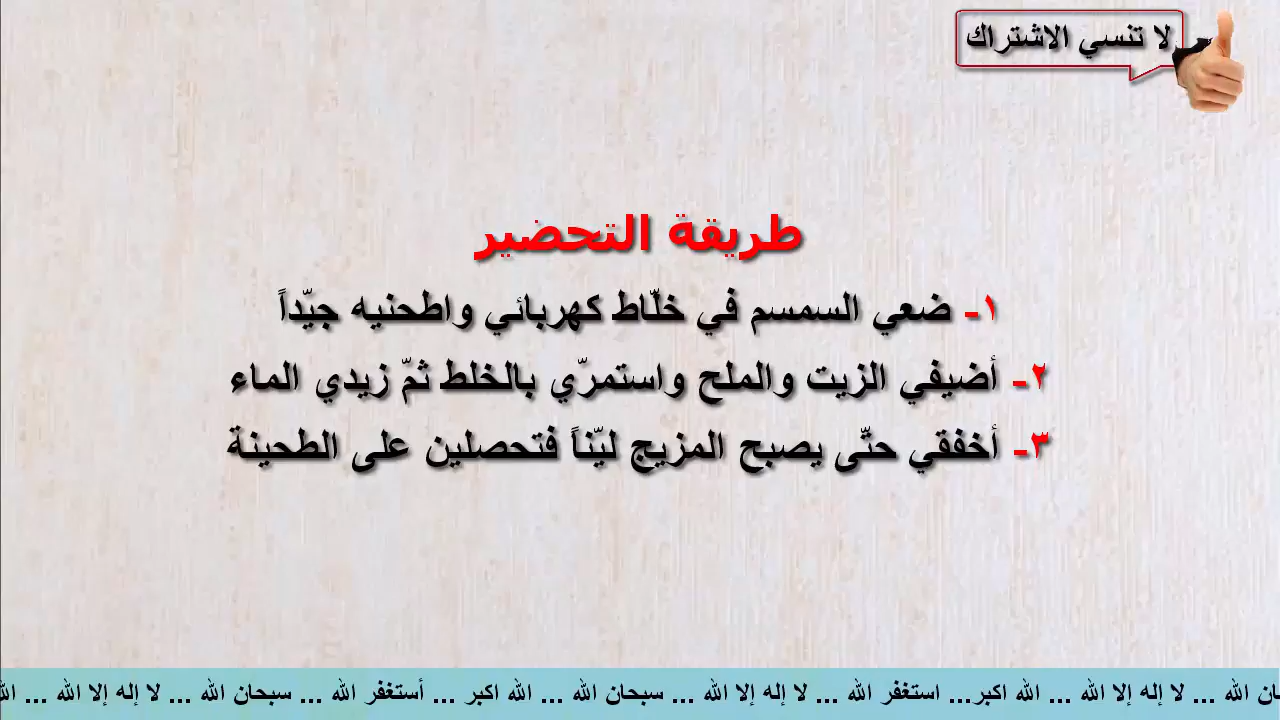 لا تنسي الاشتراك
طريقة التحضير
١- ضعي السمسم في خلّاط كهربائي واطحنيه جيّداً
٢- أضيفي الزيت والملح واستمرّي بالخلط ثمّ زيدي الماء
٣- أخفقي حتّى يصبح المزيج ليّناً فتحصلين على الطحينة
الله ... لا إله إلا الله ... الله اكبر... استغفر الله ... لا إله إلا الله ... سبحان الله ... الله اكبر ... أستغفر الله ... سبحان الله ... لا إله إلا الله ...